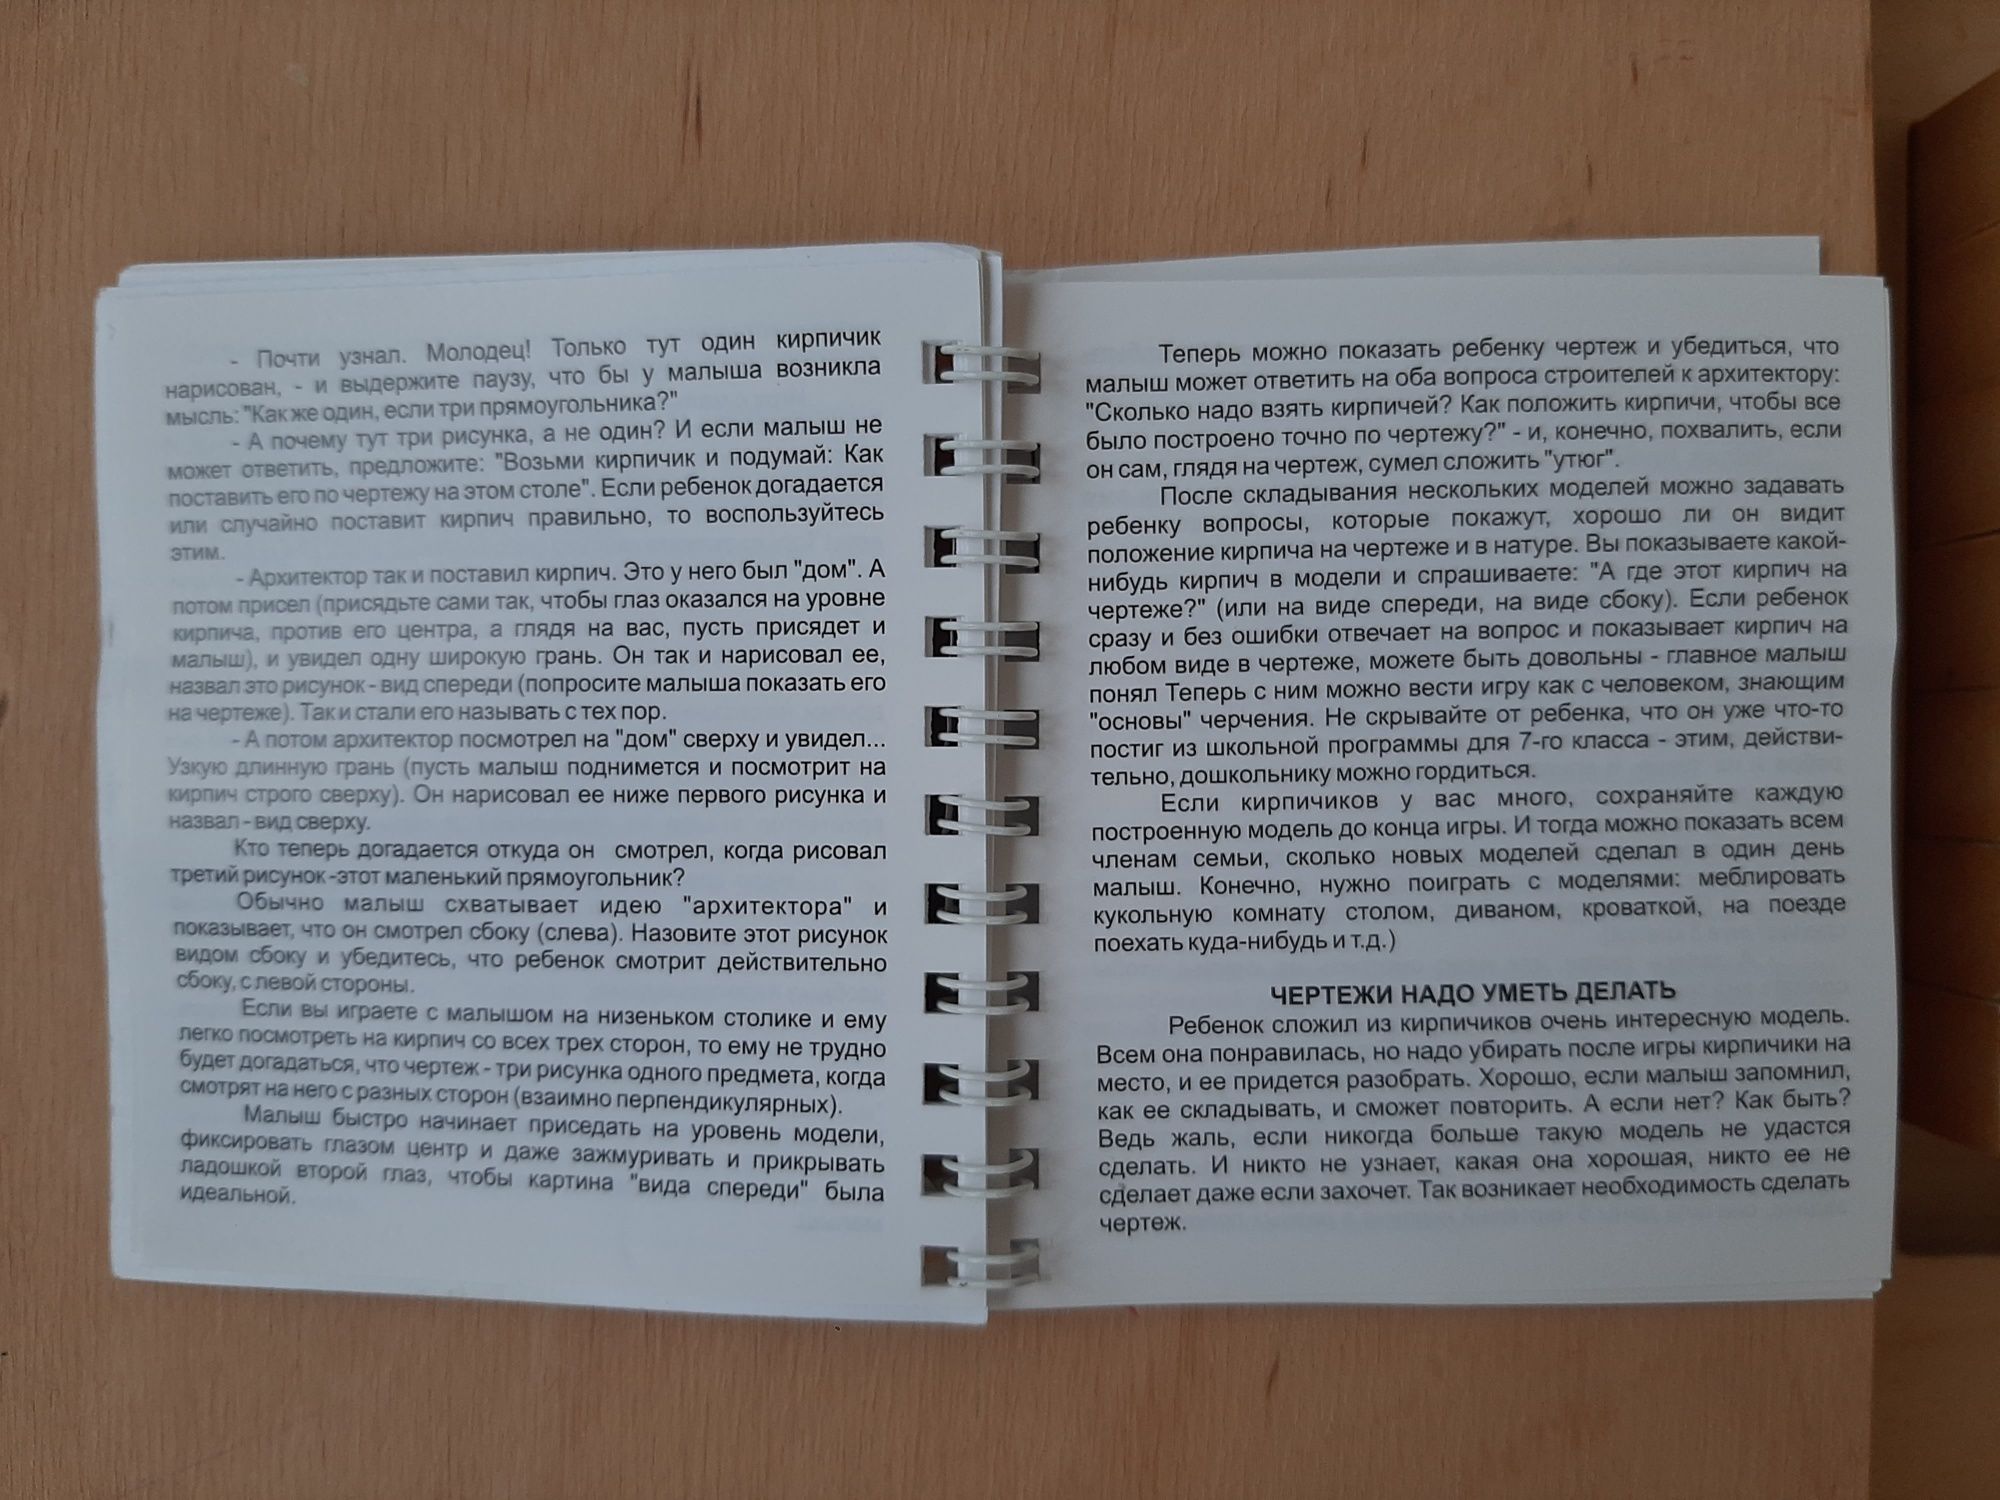 - Почти узнал. Молодец! Только тут один кирпичик
нарисован, - и выдержите паузу, что бы у малыша возникла
мысль: "Как же один, если три прямоугольника?"
- А почему тут три рисунка, а не один? И если малыш не
может ответить, предложите: "Возьми кирпичик и подумай: Как
поставить его по чертежу на этом столе". Если ребенок догадается
или случайно поставит кирпич правильно, то воспользуйтесь
этим.
- Архитектор так и поставил кирпич. Это у него был "дом". А
потом присел (присядьте сами так, чтобы глаз оказался на уровне
кирпича, против его центра, а глядя на вас, пусть присядет и
малыш), и увидел одну широкую грань. Он так и нарисовал ее,
назвал это рисунок - вид спереди (попросите малыша показать его
на чертеже). Так и стали его называть с тех пор.
- А потом архитектор посмотрел на "дом" сверху и увидел...
Узкую длинную грань (пусть малыш поднимется и посмотрит на
кирпич строго сверху). Он нарисовал ее ниже первого рисунка и
назвал - вид сверху.
Кто теперь догадается откуда он смотрел, когда рисовал
третий рисунок -этот маленький прямоугольник?
Обычно малыш схватывает идею "архитектора" и
показывает, что он смотрел сбоку (слева). Назовите этот рисунок
видом сбоку и убедитесь, что ребенок смотрит действительно
сбоку, с левой стороны.
Если вы играете с малышом на низеньком столике и ему
легко посмотреть на кирпич со всех трех сторон, то ему не трудно
будет догадаться, что чертеж - три рисунка одного предмета, когда
смотрят на него с разных сторон (взаимно перпендикулярных).
Малыш быстро начинает приседать на уровень модели,
фиксировать глазом центр и даже зажмуривать и прикрывать
ладошкой второй глаз, чтобы картина "вида спереди" была
идеальной.
Теперь можно показать ребенку чертеж и убедиться, что
малыш может ответить на оба вопроса строителей к архитектору:
"Сколько надо взять кирпичей? Как положить кирпичи, чтобы все
было построено точно по чертежу?" - и, конечно, похвалить, если
он сам, глядя на чертеж, сумел сложить "утюг".
После складывания нескольких моделей можно задавать
ребенку вопросы, которые покажут, хорошо ли он видит
положение кирпича на чертеже и в натуре. Вы показываете какой-
нибудь кирпич в модели и спрашиваете: "А где этот кирпич на
чертеже?" (или на виде спереди, на виде сбоку). Если ребенок
сразу и без ошибки отвечает на вопрос и показывает кирпич на
любом виде в чертеже, можете быть довольны - главное малыш
понял Теперь с ним можно вести игру как с человеком, знающим
"основы" черчения. Не скрывайте от ребенка, что он уже что-то
постиг из школьной программы для 7-го класса - этим, действи-
тельно, дошкольнику можно гордиться.
Если кирпичиков у вас много, сохраняйте каждую
построенную модель до конца игры. И тогда можно показать всем
членам семьи, сколько новых моделей сделал в один день
малыш. Конечно, нужно поиграть с моделями: меблировать
кукольную комнату столом, диваном, кроваткой, на поезде
поехать куда-нибудь и т.д.)
ЧЕРТЕЖИ НАДО УМЕТЬ ДЕЛАТЬ
Ребенок сложил из кирпичиков очень интересную модель.
Всем она понравилась, но надо убирать после игры кирпичики на
место, и ее придется разобрать. Хорошо, если малыш запомнил,
как ее складывать, и сможет повторить. А если нет? Как быть?
Ведь жаль, если никогда больше такую модель не удастся
сделать. И никто не узнает, какая она хорошая, никто ее не
сделает даже если захочет. Так возникает необходимость сделать
чертеж.